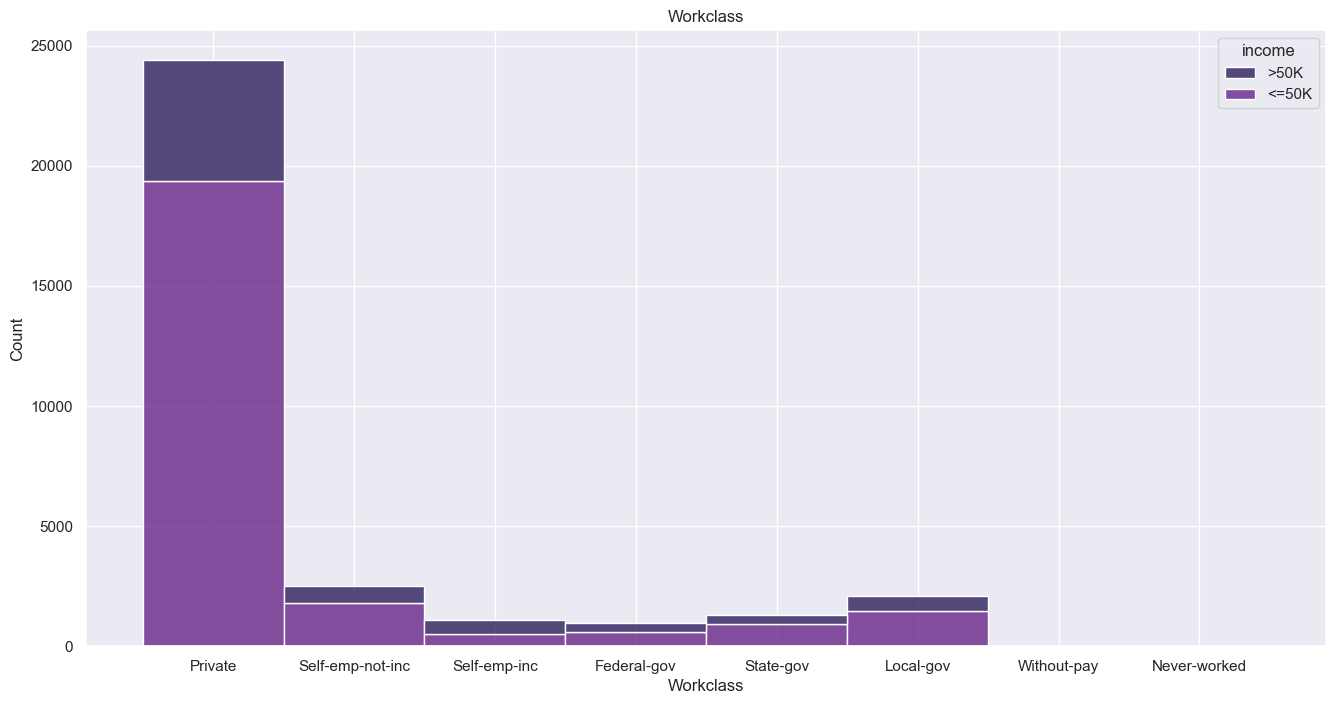 Workclass
25000
20000
15000
10000
5000
0
Count
income
>50K
<=50K
Private Self-emp-not-inc Self-emp-inc Federal-gov State-gov Local-gov Without-pay Never-worked
Workclass